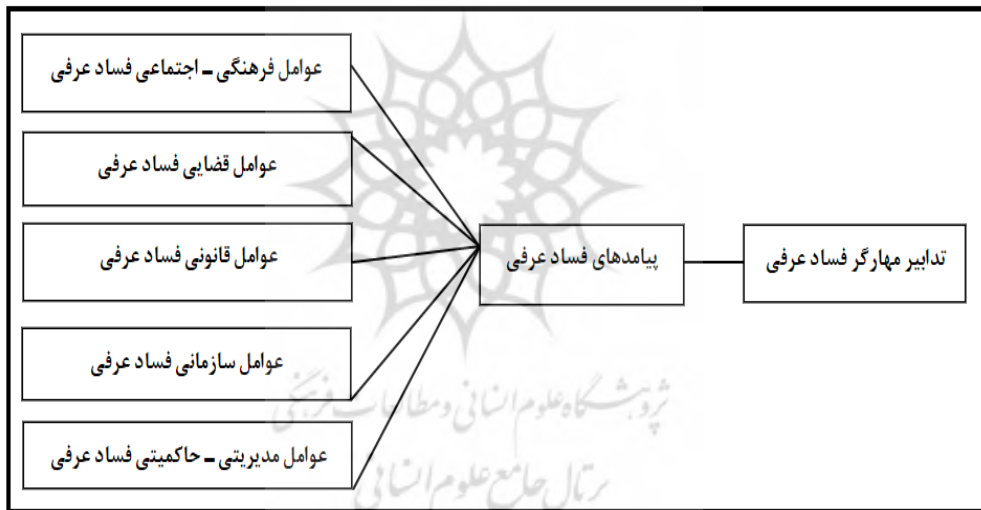 عوامل فرهنگی ـ اجتماعی فساد عرفی
عوامل قضایی فساد عرفی
عوامل قانونی فساد عرفی
عوامل سازمانی فساد عرفی
عوامل مدیریتی ـ حاکمیتی فساد عرفی
پیامدهای فساد عرفی
تدابیر مهارگر فساد عرفی
پژوهشگاه علوم انسانی و مطالعات فرهنگی
پرتال جامع علوم انسانی